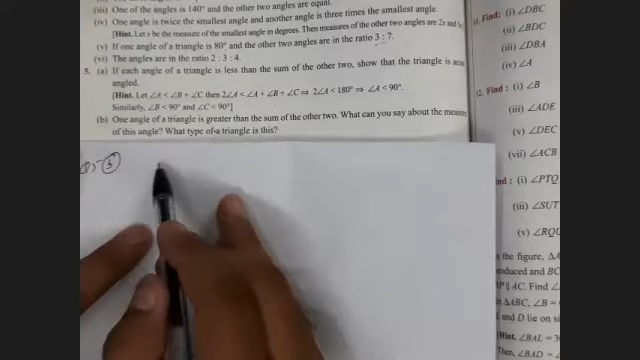 (iii) One of the angles is 140° and the other two angles are equal.
(iv) One angle is twice the smallest angle and another angle is three times the smallest angle.
[Hint. Let x be the measure of the smallest angle in degrees. Then measures of the other two angles are 2x and
(v) If one angle of a triangle is 80° and the other two angles are in the ratio 3 : 7.
(vi) The angles are in the ratio 2 : 3 : 4.
5. (a) If each angle of a triangle is less than the sum of the other two, show that the triangle is
angled.
[Hint. Let ∠A < ∠B + ∠C then 2∠A < ∠A + ∠B + ∠C ⇒ 2∠A < 180° ⇒ ∠A < 90°.
Similarly, ∠B < 90° and ∠C < 90°]
(b) One angle of a triangle is greater than the sum of the other two. What can you say about the
of this angle? What type of a triangle is this?
5
Find: (i) ∠DBC
(ii) ∠BDC
(iii) ∠DBA
(iv) ∠A
12. Find : (i) ∠B
(iii) ∠ADE
(v) ∠DEC
(vii) ∠ACB
(i) ∠PTQ
(iii) ∠SUT
(v)
the figure,
and BC
AC. Find
ΔABC, ∠B =
and D lie on
[Hint. ∠BAL =
Then, ∠BAD =